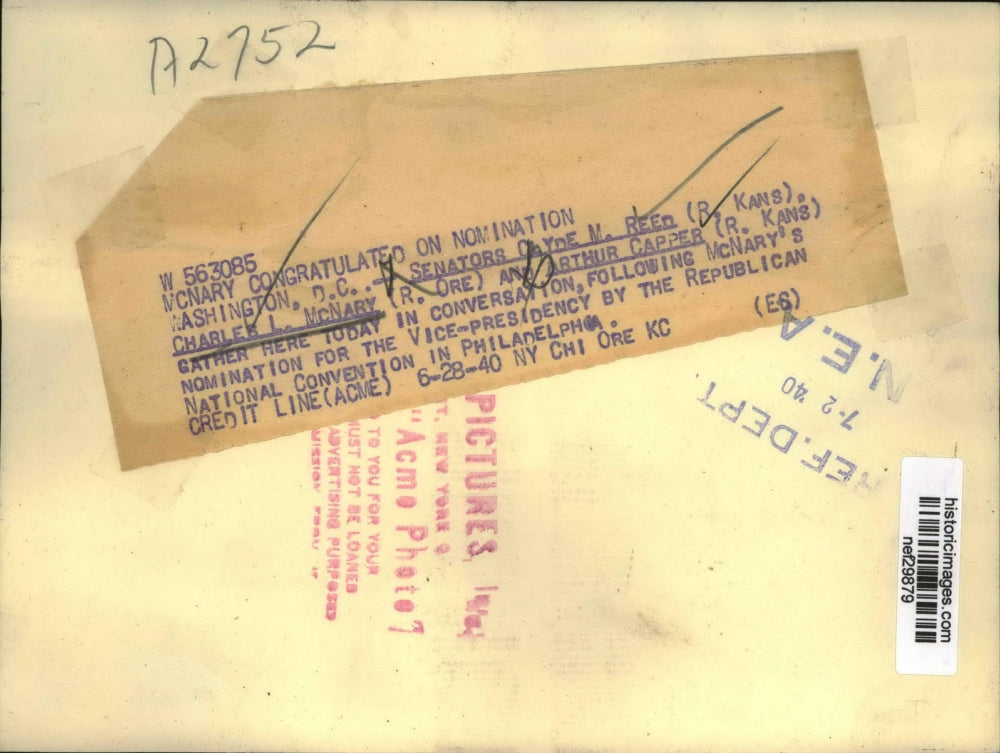 A2752
W 563085
MCNARY CONGRATULATED ON NOMINATION
WASHINGTON, D.C. -- SENATORS CLYDE M. REED (R. KANS),
CHARLES L. MCNARY (R. ORE) AND ARTHUR CAPPER (R. KANS)
GATHER HERE TODAY IN CONVERSATION, FOLLOWING MCNARY'S
NOMINATION FOR THE VICE-PRESIDENCY BY THE REPUBLICAN
NATIONAL CONVENTION IN PHILADELPHIA.
CREDIT LINE(ACME) 6-28-40 NY CHI ORE KC (ES)
N.E.A
7-2 '40
REF. DEPT.
PICTURES, Inc.
NEW YORK
"Acme Photo"
TO YOU FOR YOUR
MUST NOT BE LOANED
ADVERTISING PURPOSES
historicimages.com
nef29879